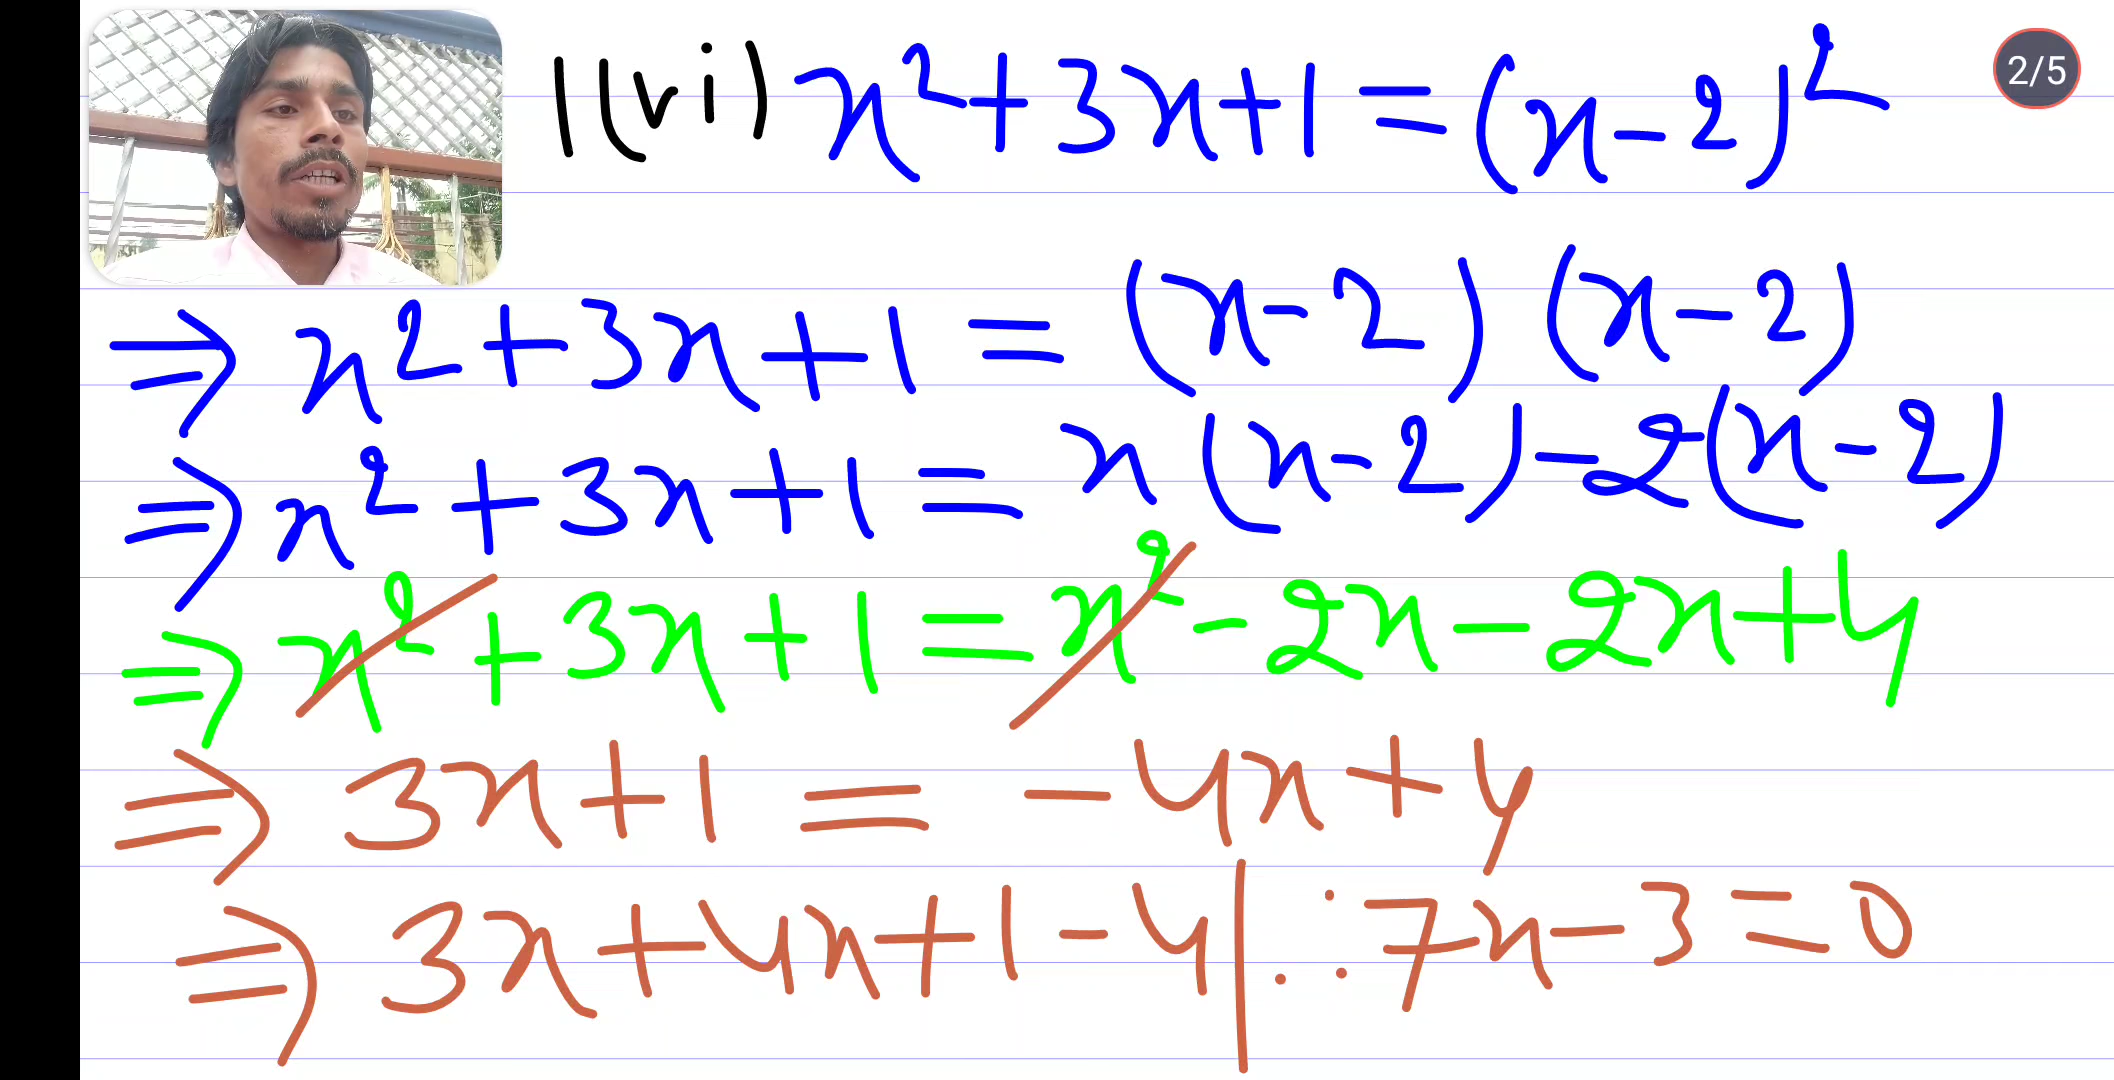 1(vi) x²+3x+1=(x-2)²
2/5
⇒ x²+3x+1 = (x-2) (x-2)
⇒ x²+3x+1 = x(x-2)-2(x-2)
⇒ x²+3x+1 = x²-2x-2x+4
⇒ 3x+1 = -4x+4
⇒ 3x+4x+1-4 | ∴ 7x-3=0